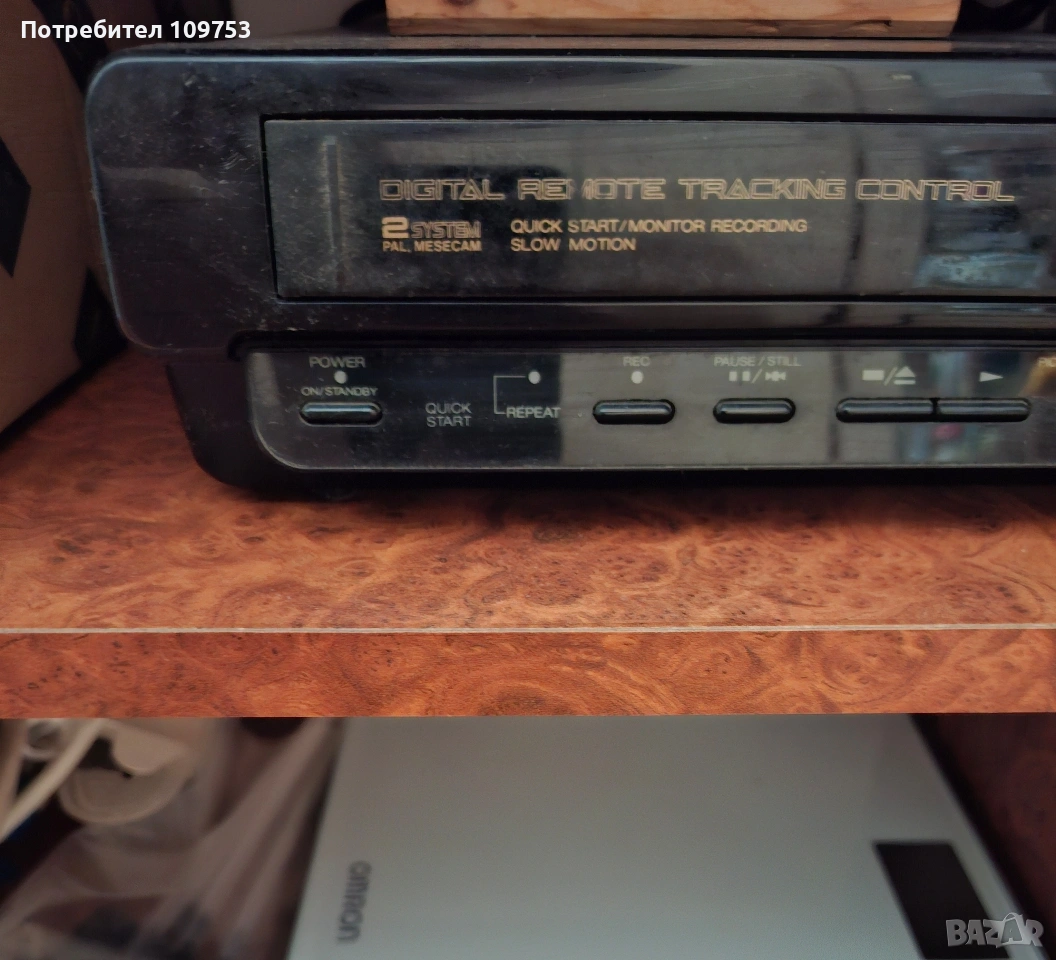 Потребител 109753
DIGITAL REMOTE TRACKING CONTROL
2 SYSTEM
PAL, MESECAM
QUICK START/MONITOR RECORDING
SLOW MOTION
POWER
ON/STANDBY
QUICK
START
REPEAT
REC
PAUSE/STILL
OMRON
BAZAR